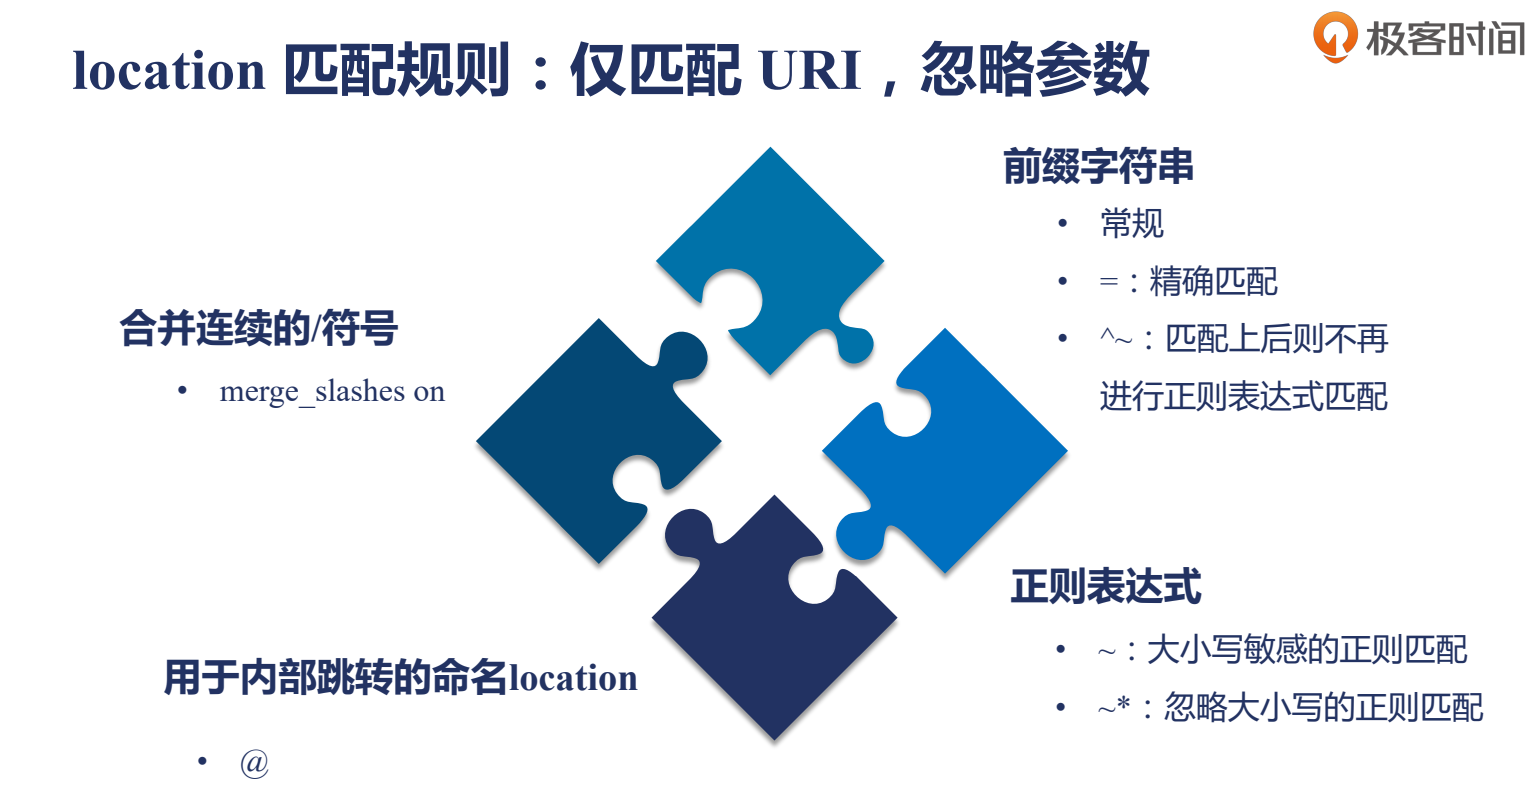 location 匹配规则：仅匹配 URI，忽略参数
极客时间
前缀字符串
• 常规
• =：精确匹配
• ^~：匹配上后则不再
进行正则表达式匹配
合并连续的/符号
• merge_slashes on
正则表达式
• ~：大小写敏感的正则匹配
• ~*：忽略大小写的正则匹配
用于内部跳转的命名location
• @